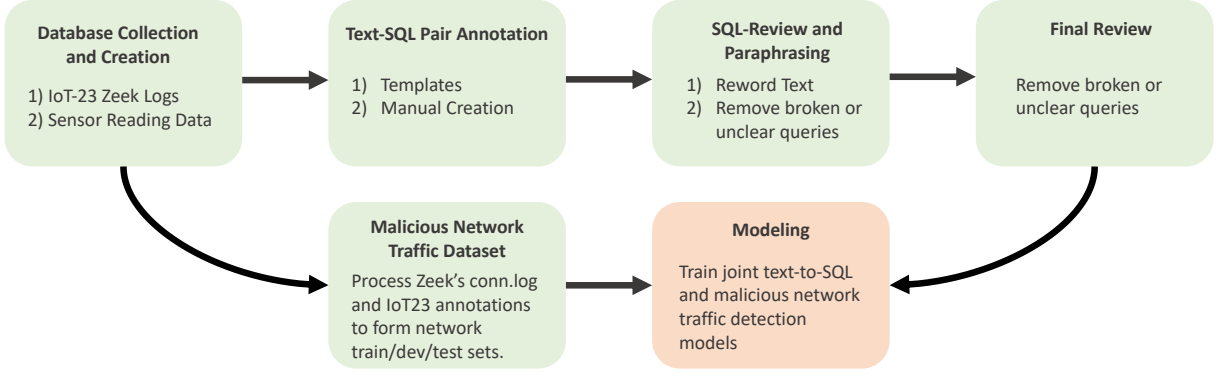 Database Collection
and Creation
1) IoT-23 Zeek Logs
2) Sensor Reading Data
Text-SQL Pair Annotation
1) Templates
2) Manual Creation
SQL-Review and
Paraphrasing
1) Reword Text
2) Remove broken or
unclear queries
Final Review
Remove broken or
unclear queries
Malicious Network
Traffic Dataset
Process Zeek's conn.log
and IoT23 annotations
to form network
train/dev/test sets.
Modeling
Train joint text-to-SQL
and malicious network
traffic detection
models